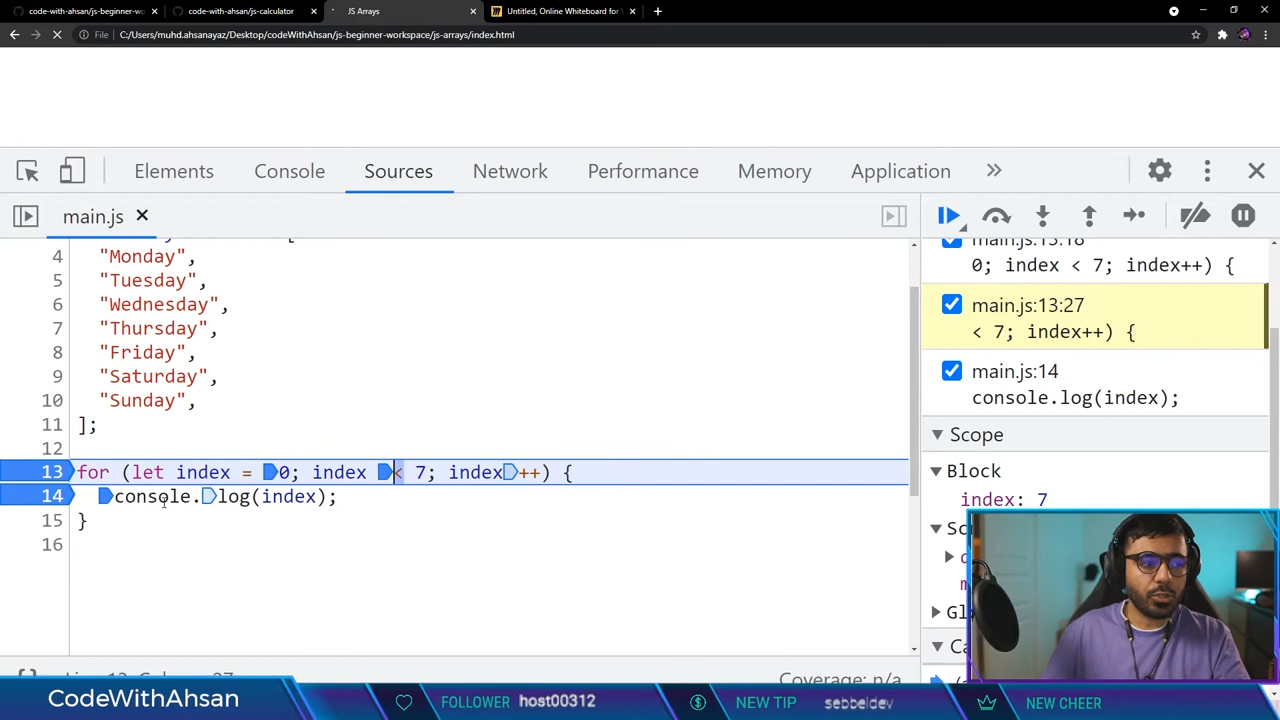 code-with-ahsan/js-beginner-wo
code-with-ahsan/js-calculator
JS Arrays
Untitled, Online Whiteboard for V
File
C:/Users/muhd.ahsanayaz/Desktop/codeWithAhsan/js-beginner-workspace/js-arrays/index.html
Elements Console Sources Network Performance Memory Application
main.js
4 "Monday",
5 "Tuesday",
6 "Wednesday",
7 "Thursday",
8 "Friday",
9 "Saturday",
10 "Sunday",
11 ];
12
13 for (let index = 0; index < 7; index++) {
14 console.log(index);
15 }
16
main.js:13:18
0; index < 7; index++) {
main.js:13:27
< 7; index++) {
main.js:14
console.log(index);
Scope
Block
index: 7
Coverage: n/a
CodeWithAhsan
FOLLOWER host00312
NEW TIP sebbeldev
NEW CHEER